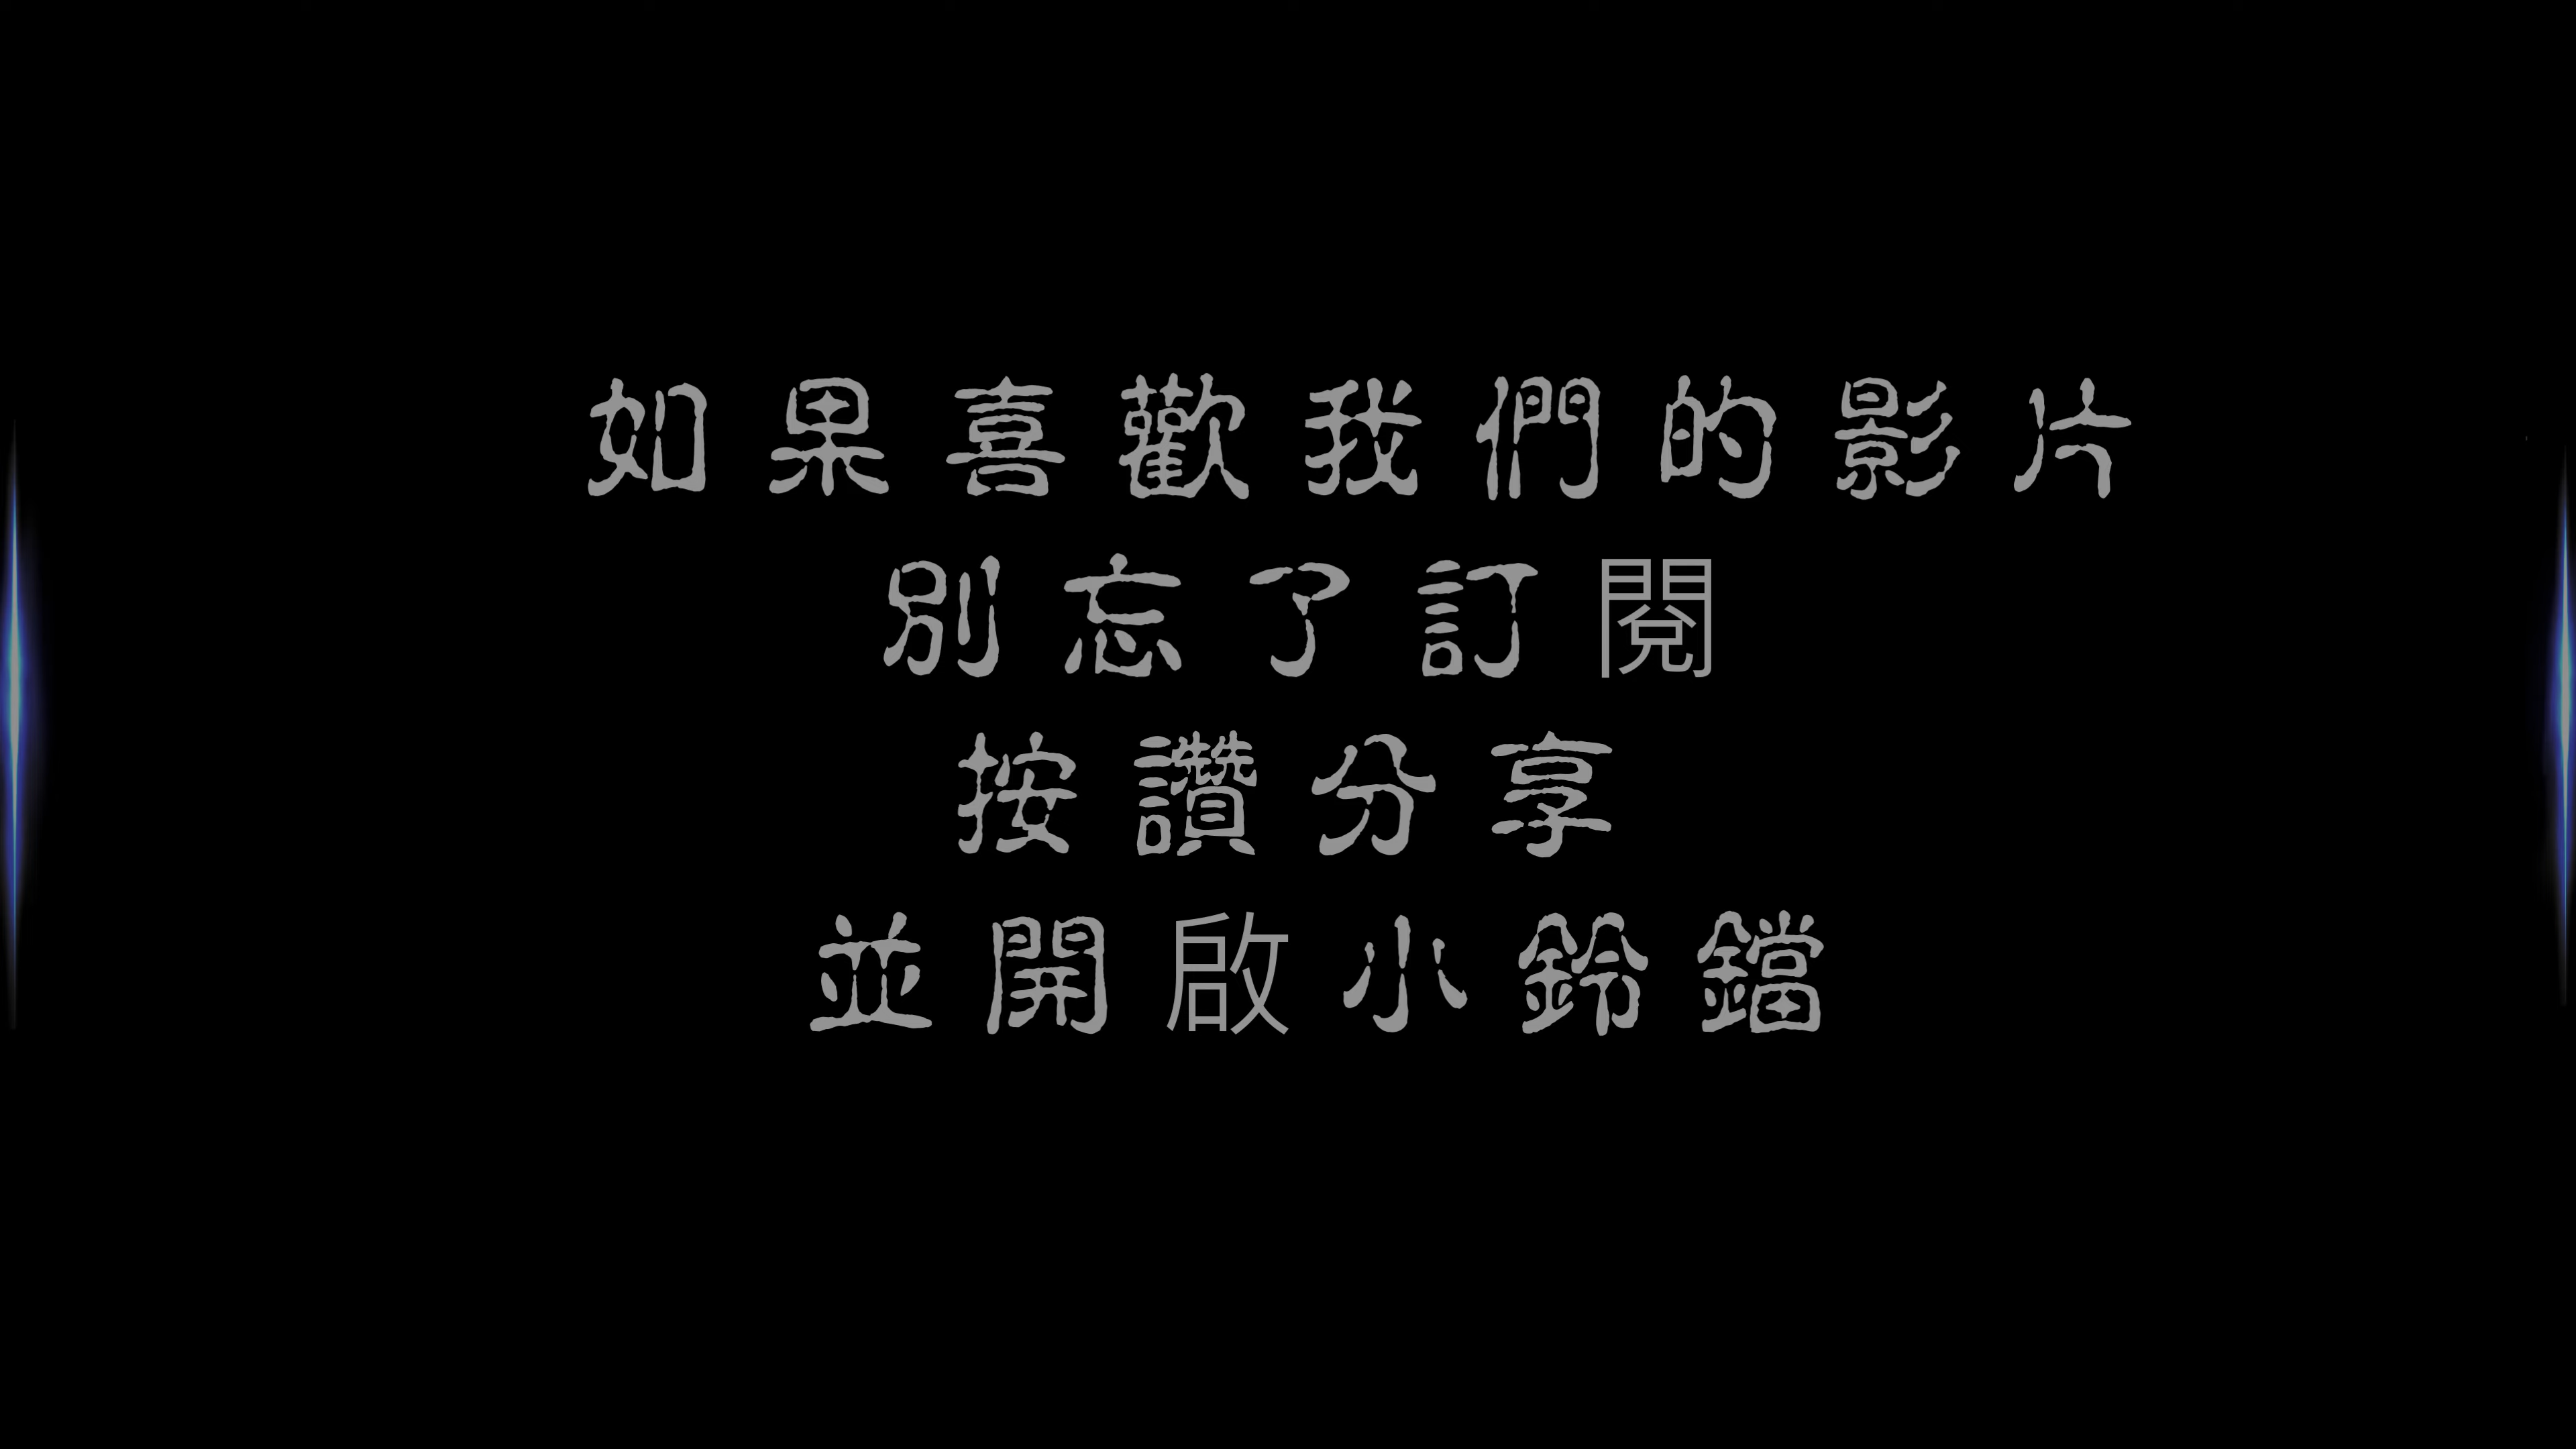 如果喜歡我們的影片
別忘了訂閱
按讚分享
並開啟小鈴鐺